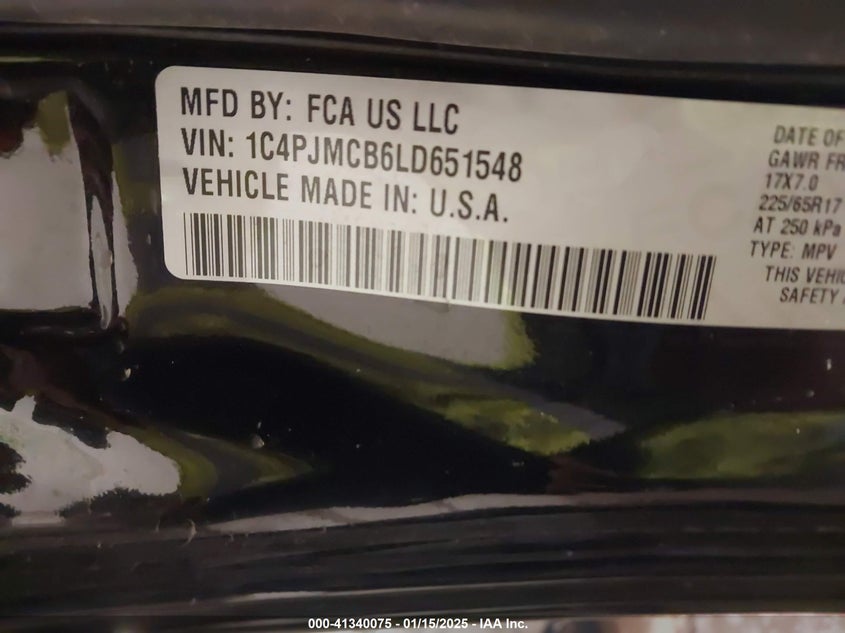 MFD BY: FCA US LLC
VIN: 1C4PJMCB6LD651548
VEHICLE MADE IN: U.S.A.
DATE OF
GAWR FR
17X7.0
225/65R17
AT 250 kPa
TYPE: MPV
THIS VEHIC
SAFETY
000-41340075 - 01/15/2025 - IAA Inc.